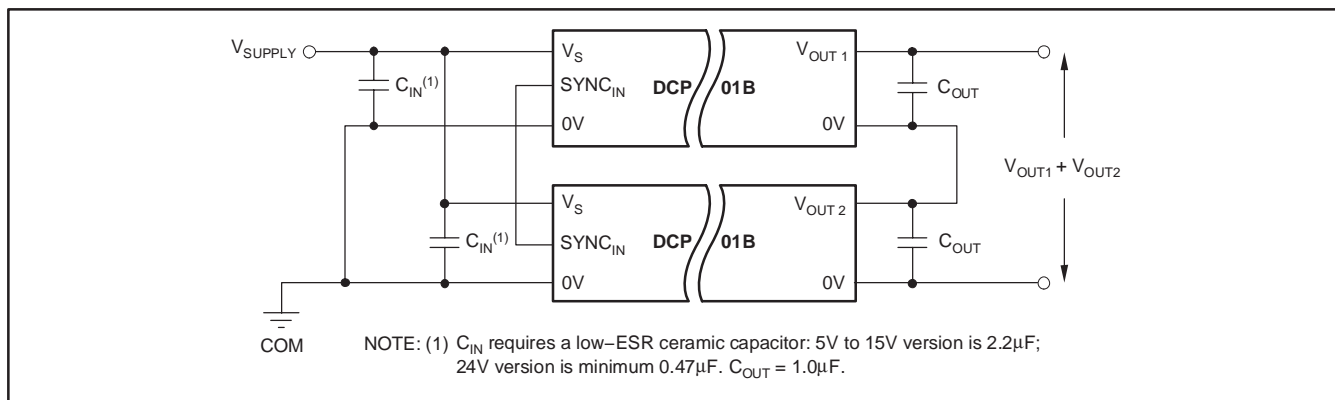 V_SUPPLY
V_S
V_OUT 1
C_IN^(1)
SYNC_IN
DCP
01B
C_OUT
0V
0V
V_OUT1 + V_OUT2
V_S
V_OUT 2
C_IN^(1)
SYNC_IN
DCP
01B
C_OUT
0V
0V
COM
NOTE: (1) C_IN requires a low–ESR ceramic capacitor: 5V to 15V version is 2.2μF;
24V version is minimum 0.47μF. C_OUT = 1.0μF.